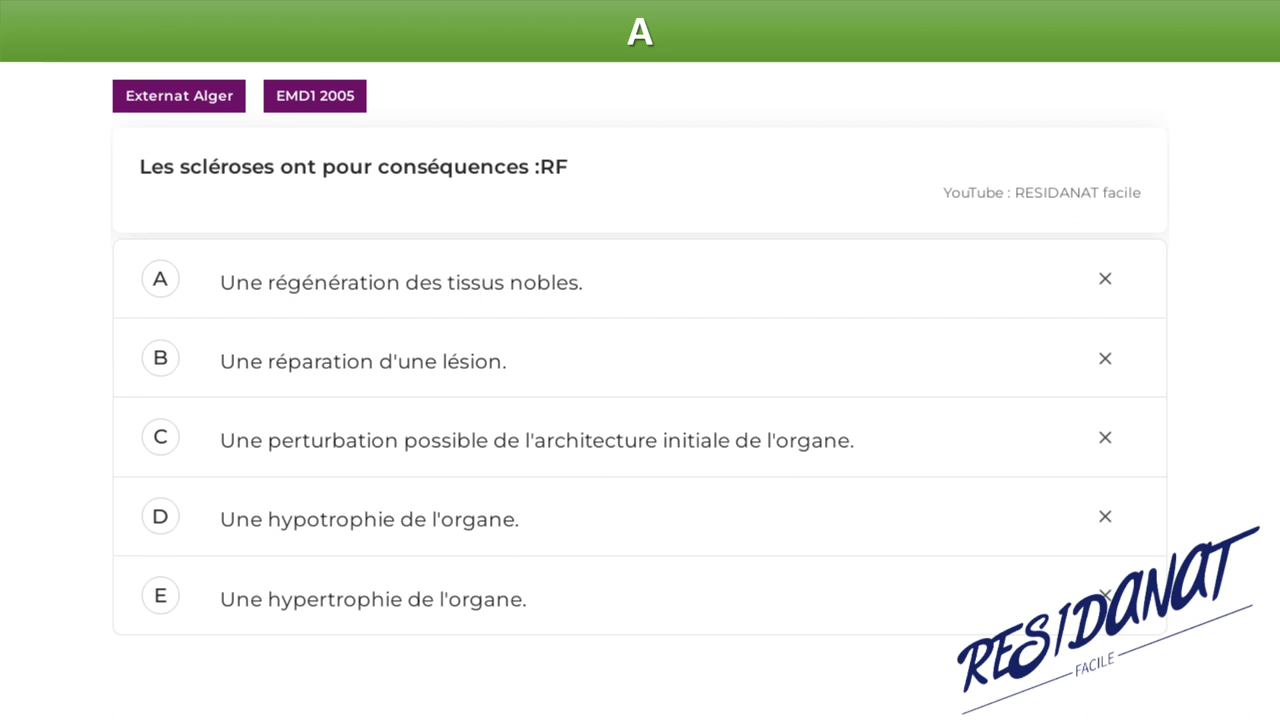 A
Externat Alger
EMD1 2005
Les scléroses ont pour conséquences :RF
YouTube : RESIDANAT facile
A Une régénération des tissus nobles. ×
B Une réparation d'une lésion. ×
C Une perturbation possible de l'architecture initiale de l'organe. ×
D Une hypotrophie de l'organe. ×
E Une hypertrophie de l'organe. ×
RESIDANAT
FACILE